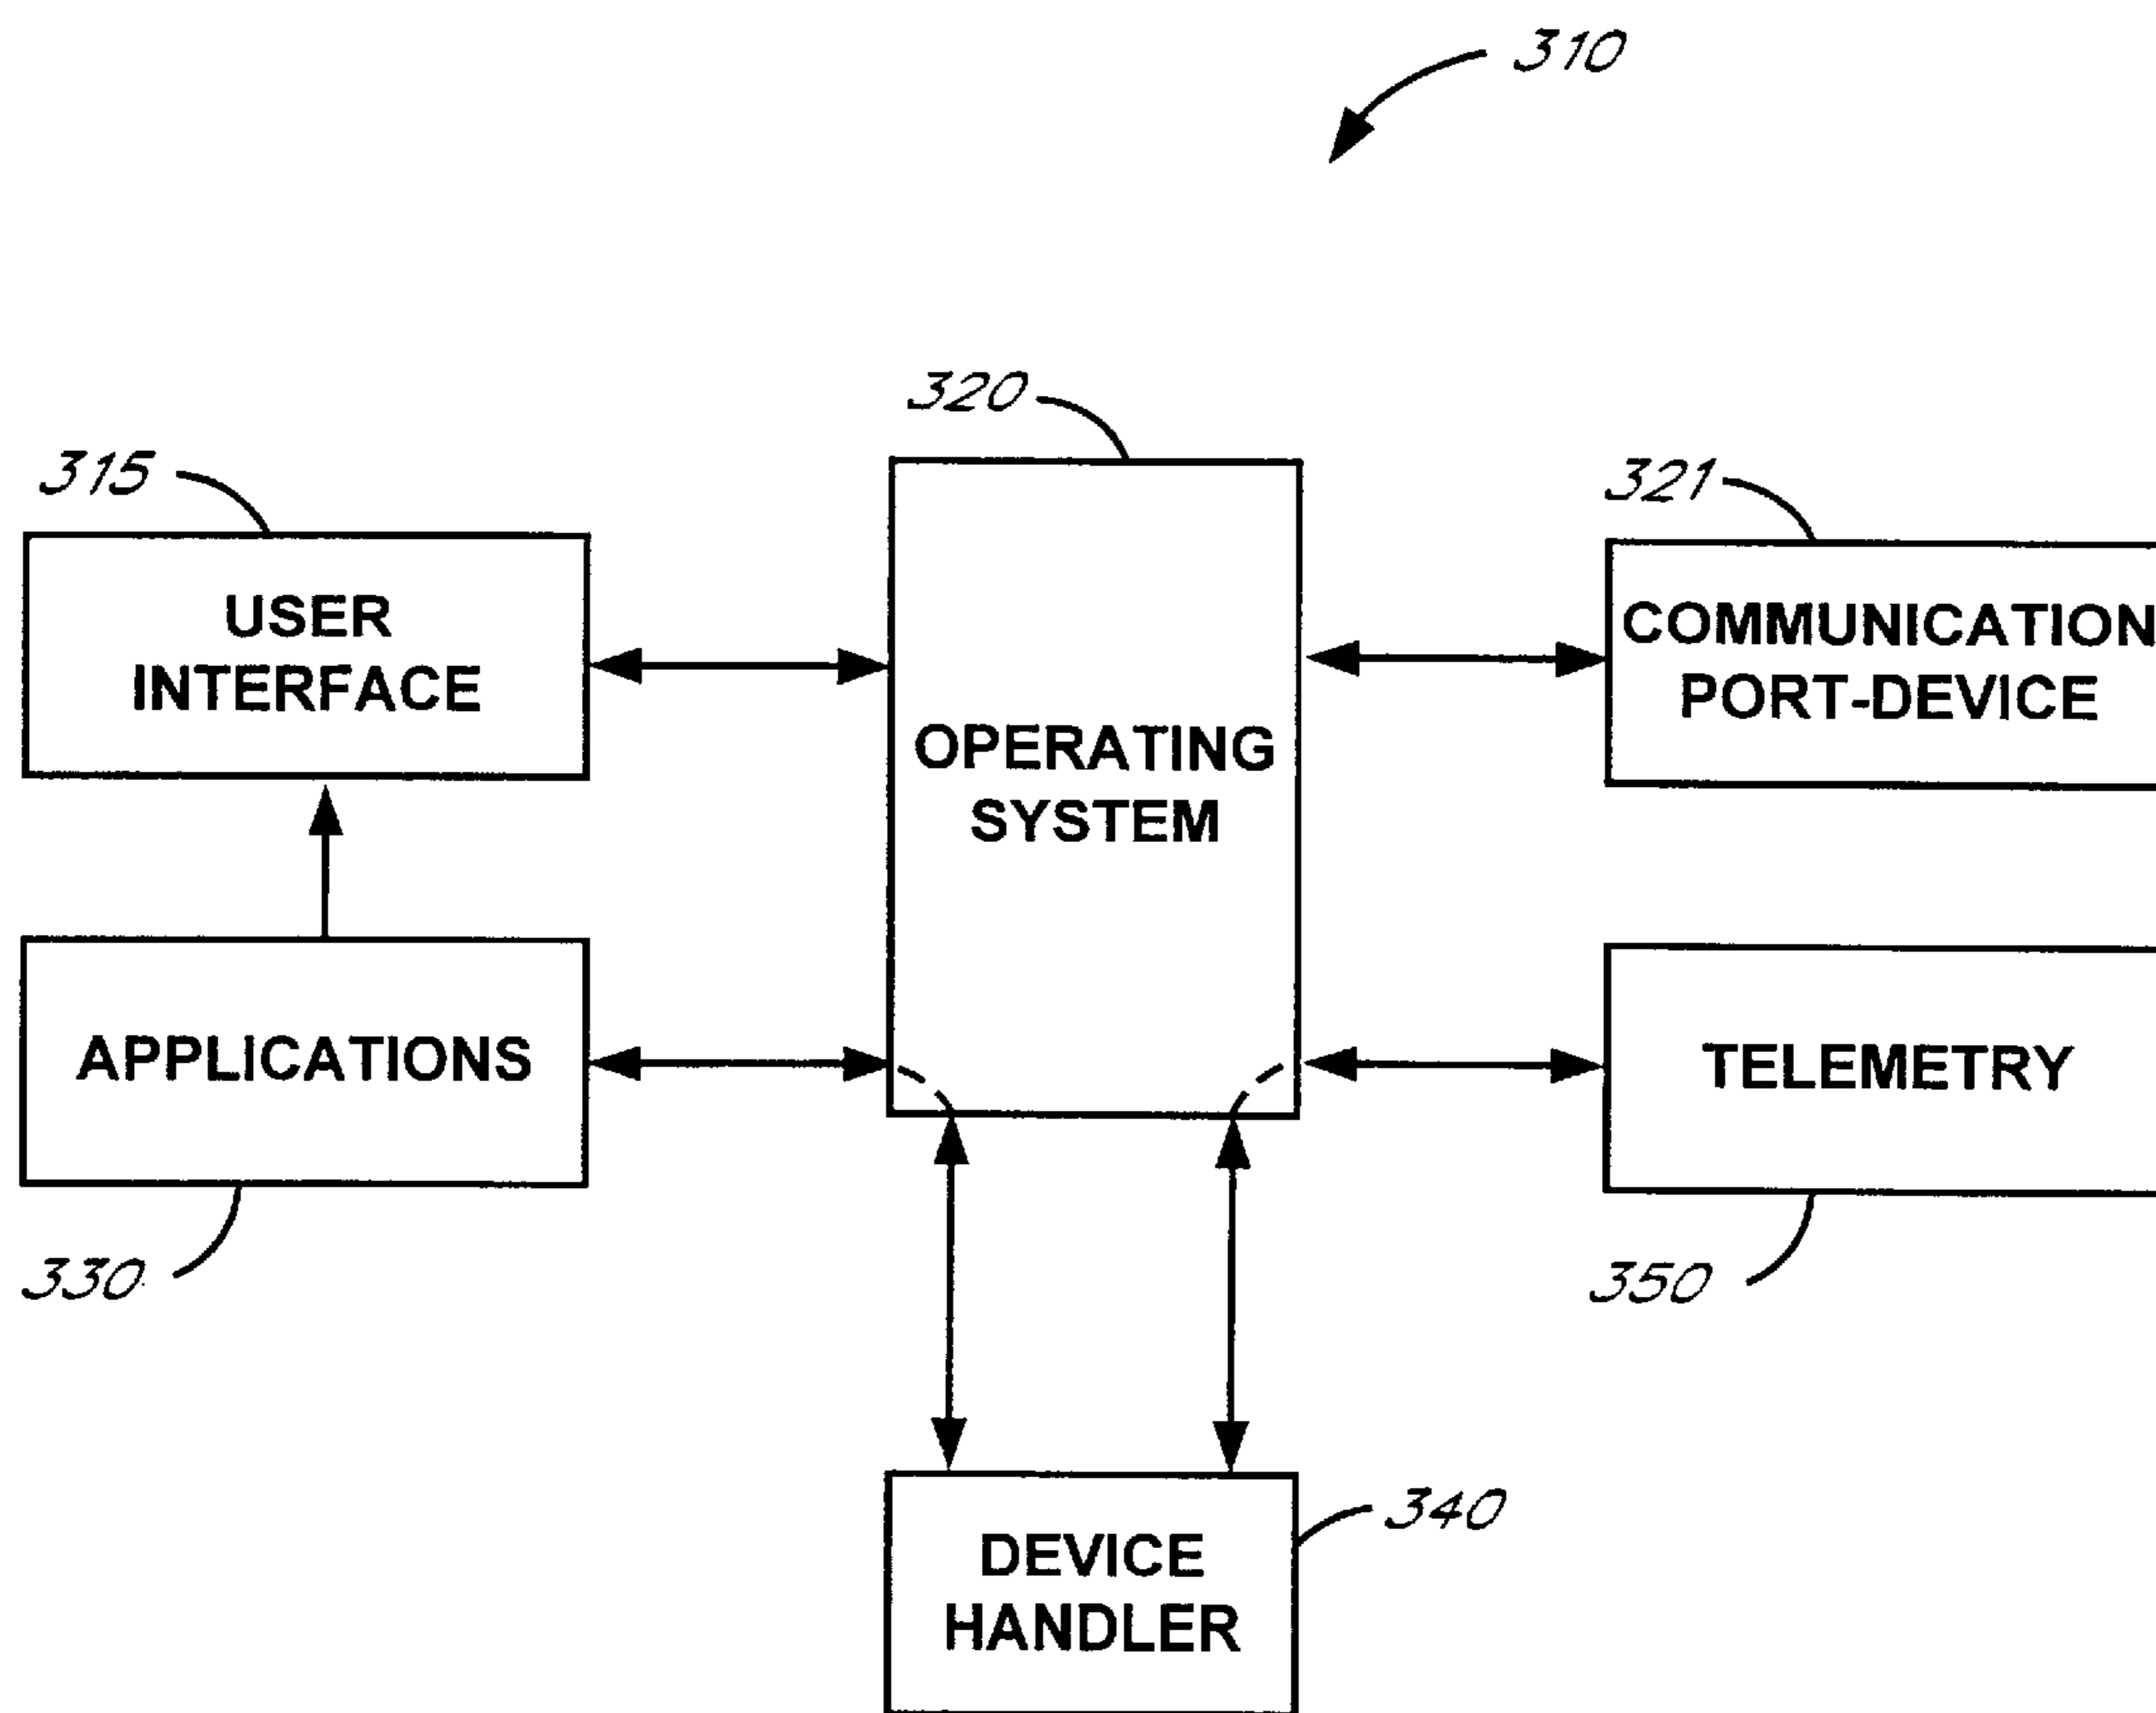 310
320
315
321
USER
INTERFACE
COMMUNICATION
PORT-DEVICE
OPERATING
SYSTEM
APPLICATIONS
TELEMETRY
330
350
340
DEVICE
HANDLER